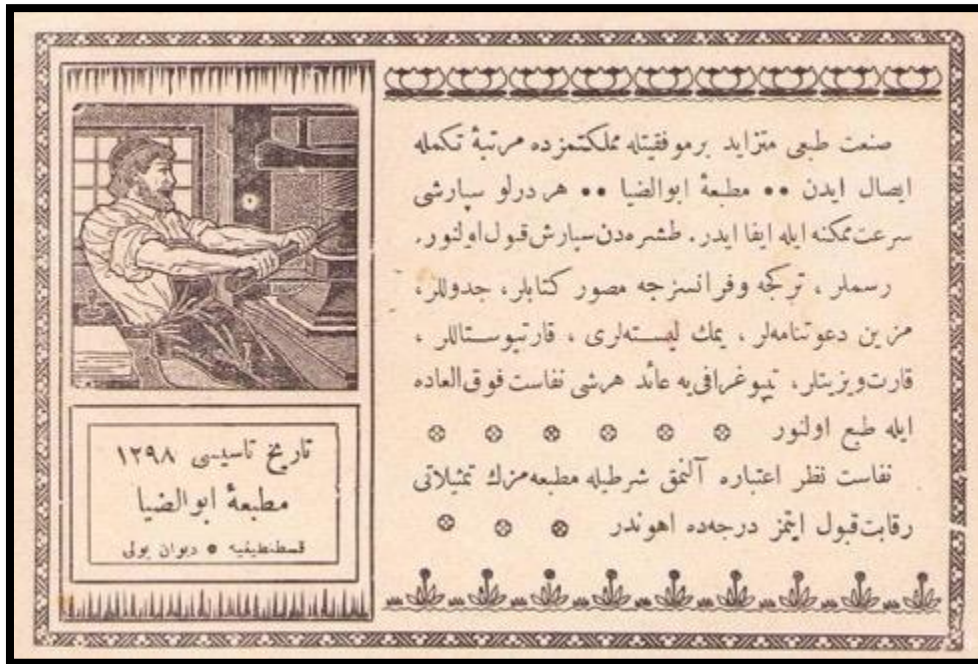 صنعت طبعی متزاید برموفقیتله مملکتمزده مرتبهٔ تکمله
ایصال ایدن •• مطبعهٔ ابوالضیا •• هر درلو سپارشی
سرعت ممکنه ایله ایفا ایدر. طشره‌دن سپارش قبول اولنور.
رسملر ، ترکجه وفرانسزجه مصور کتابلر، جدوللر،
مزین دعوتنامه‌لر ، یمك لیسته‌لری ، قارتپوستاللر ،
قارت‌ویزیتلر، تیپوغرافی‌یه عائد هرشی نفاست فوق‌العاده
ایله طبع اولنور
نفاست نظر اعتباره آلنمق شرطیله مطبعه‌مزك تمثیلاتی
رقابت قبول ایتمز درجه‌ده اهوندر
تاریخ تاسیسی ١٢٩٨
مطبعهٔ ابوالضیا
قسطنطینیه • دیوان یولی